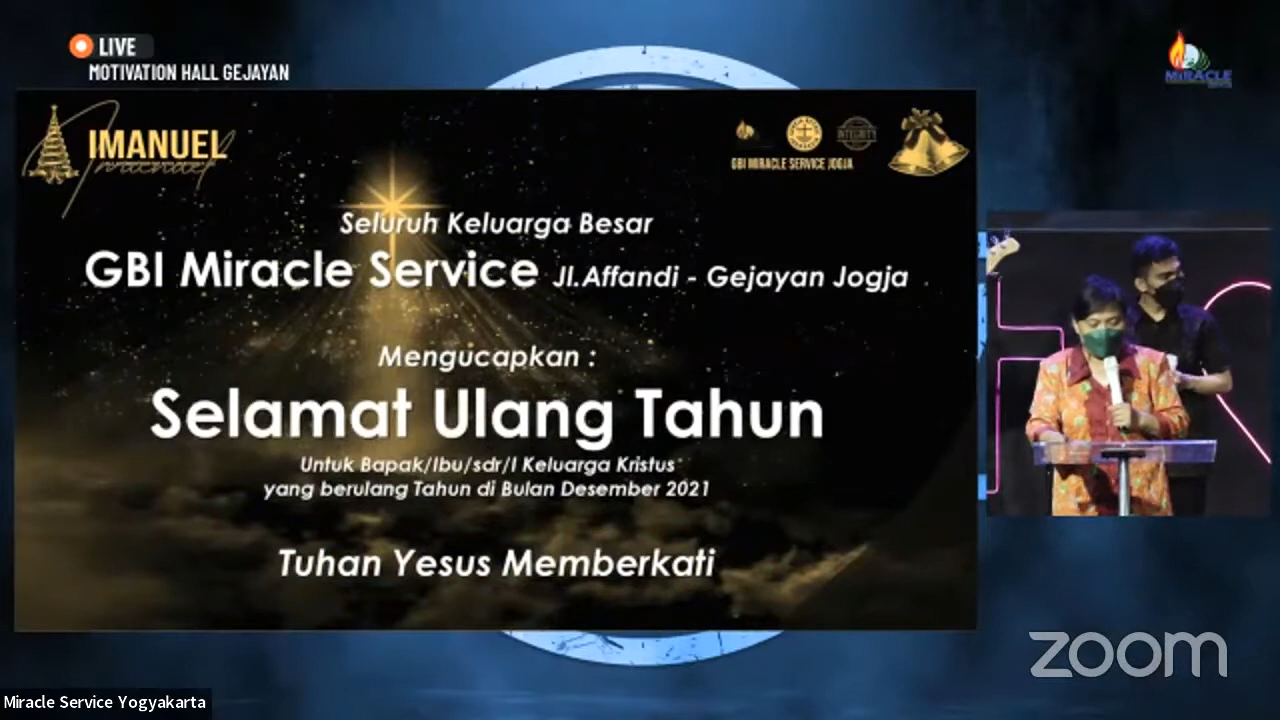 LIVE
MOTIVATION HALL GEJAYAN
MIRACLE
IMANUEL
Imanuel
INTEGRITY
GBI MIRACLE SERVICE JOGJA
Seluruh Keluarga Besar
GBI Miracle Service Jl.Affandi - Gejayan Jogja
Mengucapkan :
Selamat Ulang Tahun
Untuk Bapak/Ibu/sdr/I Keluarga Kristus
yang berulang Tahun di Bulan Desember 2021
Tuhan Yesus Memberkati
zoom
Miracle Service Yogyakarta